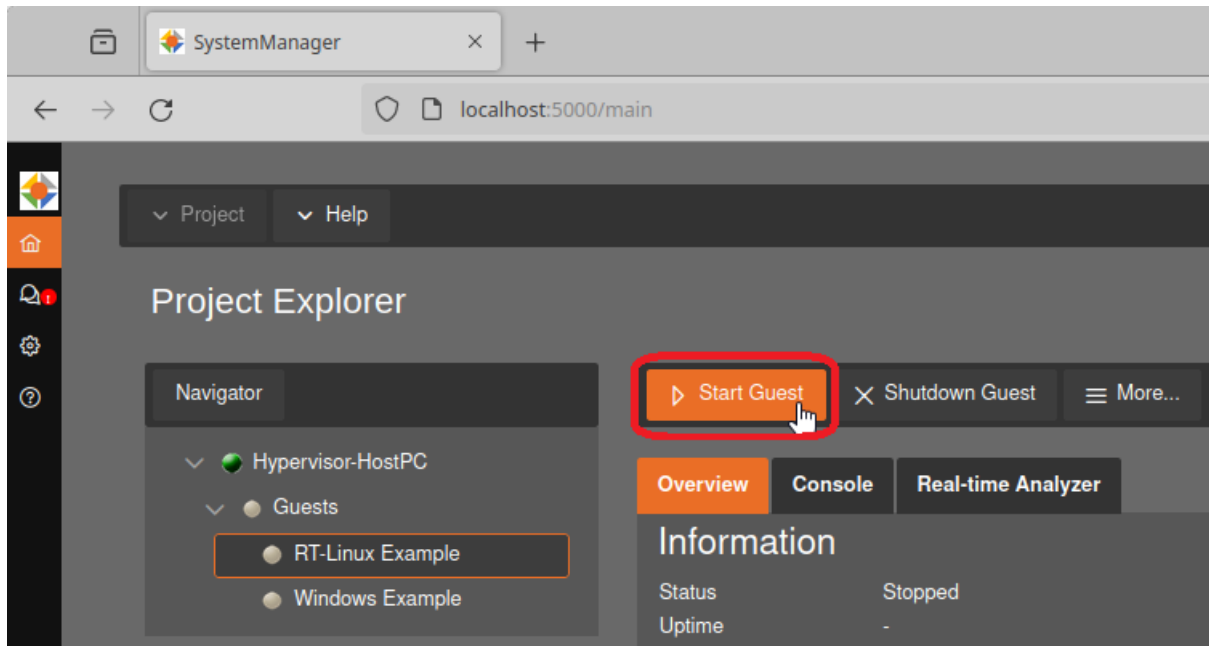 SystemManager
localhost:5000/main
Project Help
Project Explorer
Navigator
Start Guest Shutdown Guest More...
Hypervisor-HostPC
Guests
RT-Linux Example
Windows Example
Overview Console Real-time Analyzer
Information
Status Stopped
Uptime -